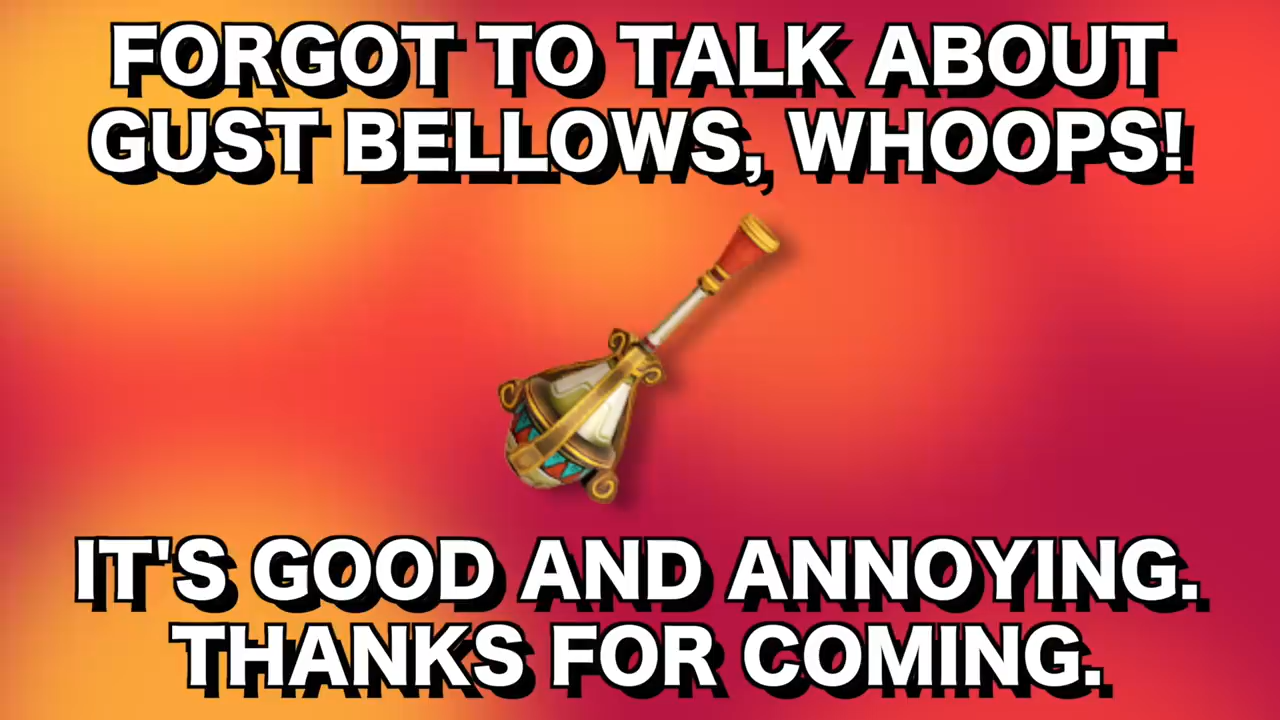 FORGOT TO TALK ABOUT
GUST BELLOWS, WHOOPS!
IT'S GOOD AND ANNOYING.
THANKS FOR COMING.